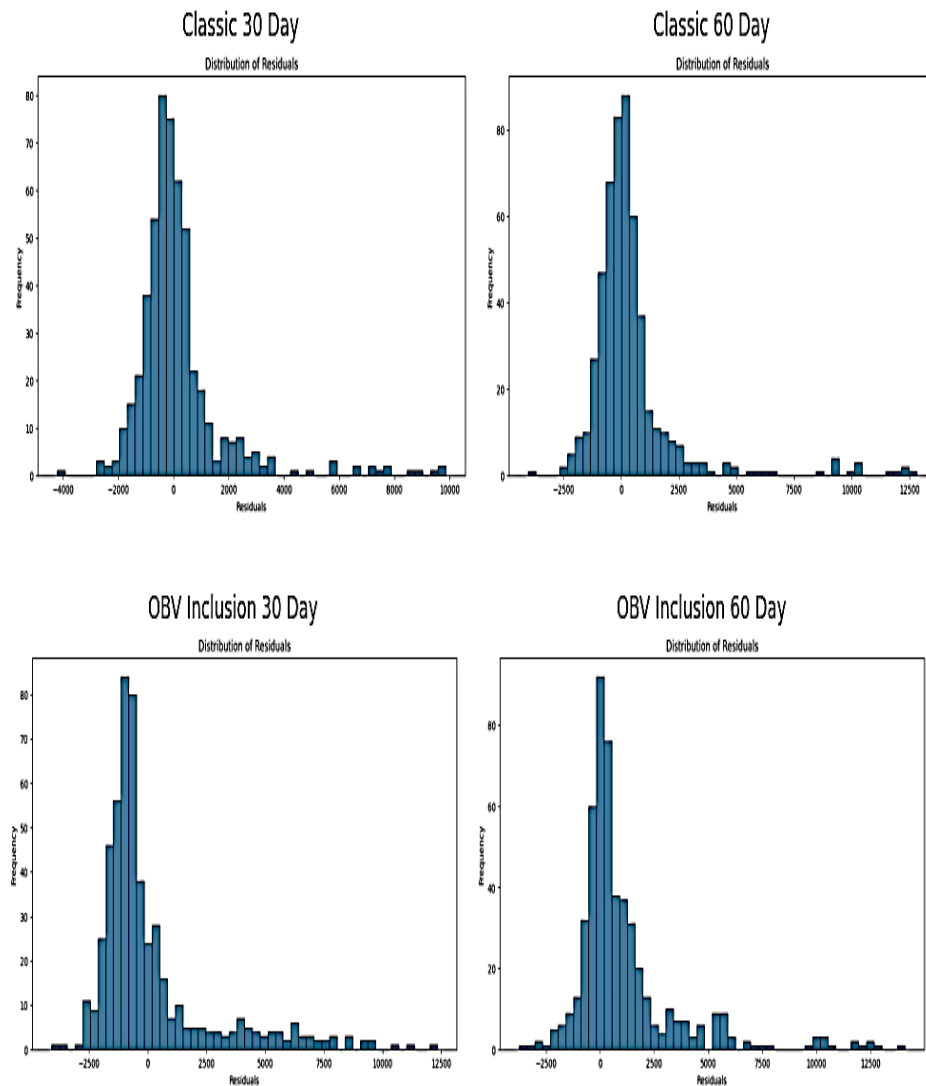 Classic 30 Day
Distribution of Residuals
80
70
60
50
40
30
20
10
0
Frequency
−4000 −2000 0 2000 4000 6000 8000 10000
Residuals
Classic 60 Day
Distribution of Residuals
80
60
40
20
0
Frequency
−2500 0 2500 5000 7500 10000 12500
Residuals
OBV Inclusion 30 Day
Distribution of Residuals
80
70
60
50
40
30
20
10
0
Frequency
−2500 0 2500 5000 7500 10000 12500
Residuals
OBV Inclusion 60 Day
Distribution of Residuals
80
60
40
20
0
Frequency
−2500 0 2500 5000 7500 10000 12500
Residuals